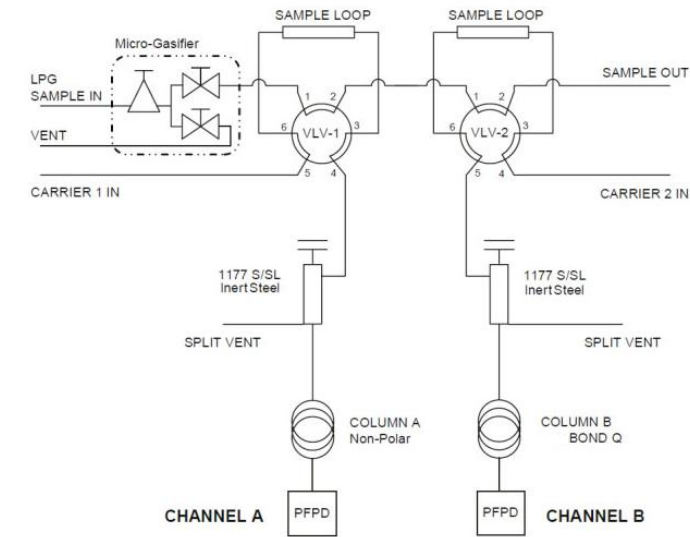 SAMPLE LOOP
SAMPLE LOOP
Micro-Gasifier
LPG
SAMPLE IN
SAMPLE OUT
1 2
1 2
6 VLV-1 3
6 VLV-2 3
VENT
5 4
5 4
CARRIER 1 IN
CARRIER 2 IN
1177 S/SL
Inert Steel
1177 S/SL
Inert Steel
SPLIT VENT
SPLIT VENT
COLUMN A
Non-Polar
COLUMN B
BOND Q
CHANNEL A
PFPD
PFPD
CHANNEL B